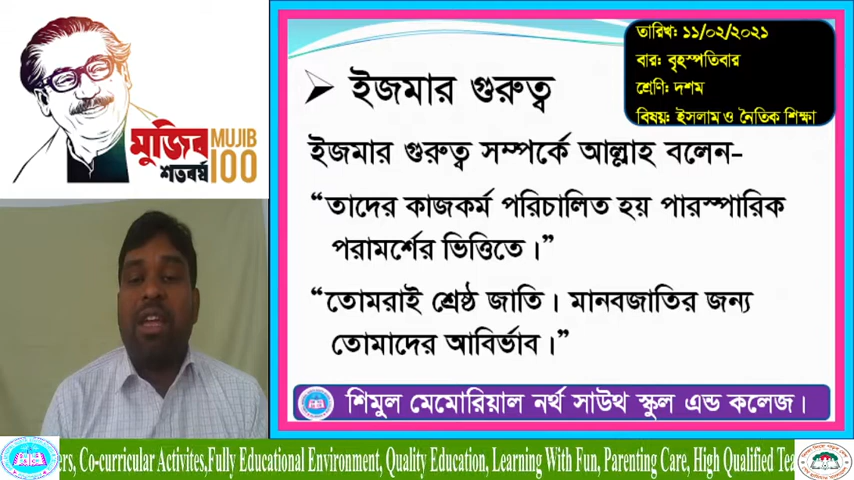 মুজিব MUJIB
শতবর্ষ 100
তারিখ: ১১/০২/২০২১
বার: বৃহস্পতিবার
শ্রেণি: দশম
বিষয়: ইসলাম ও নৈতিক শিক্ষা
ইজমার গুরুত্ব
ইজমার গুরুত্ব সম্পর্কে আল্লাহ বলেন-
“তাদের কাজকর্ম পরিচালিত হয় পারস্পারিক
পরামর্শের ভিত্তিতে।”
“তোমরাই শ্রেষ্ঠ জাতি। মানবজাতির জন্য
তোমাদের আবির্ভাব।”
শিমুল মেমোরিয়াল নর্থ সাউথ স্কুল এন্ড কলেজ।
ers, Co-curricular Activites,Fully Educational Environment, Quality Education, Learning With Fun, Parenting Care, High Qualified Tea